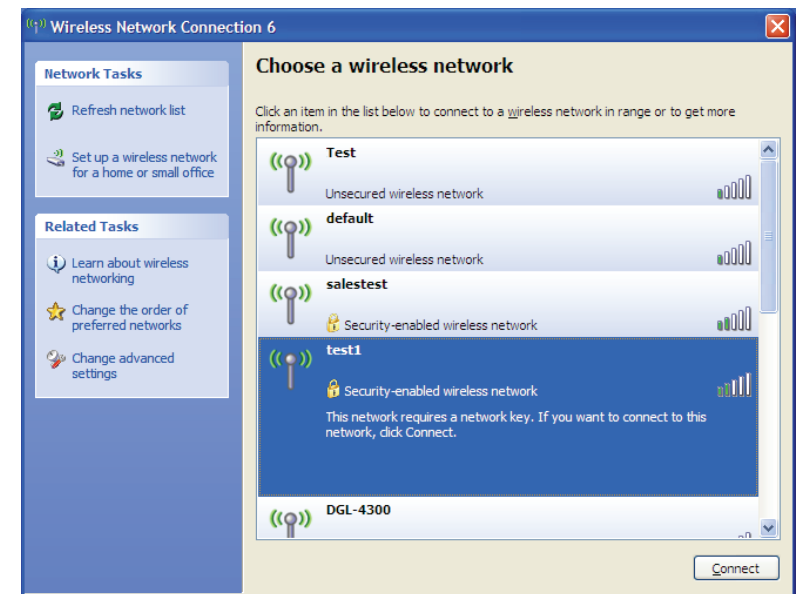 Wireless Network Connection 6
Network Tasks
Refresh network list
Set up a wireless network
for a home or small office
Related Tasks
Learn about wireless
networking
Change the order of
preferred networks
Change advanced
settings
Choose a wireless network
Click an item in the list below to connect to a wireless network in range or to get more
information.
Test
Unsecured wireless network
default
Unsecured wireless network
salestest
Security-enabled wireless network
test1
Security-enabled wireless network
This network requires a network key. If you want to connect to this
network, click Connect.
DGL-4300
Connect